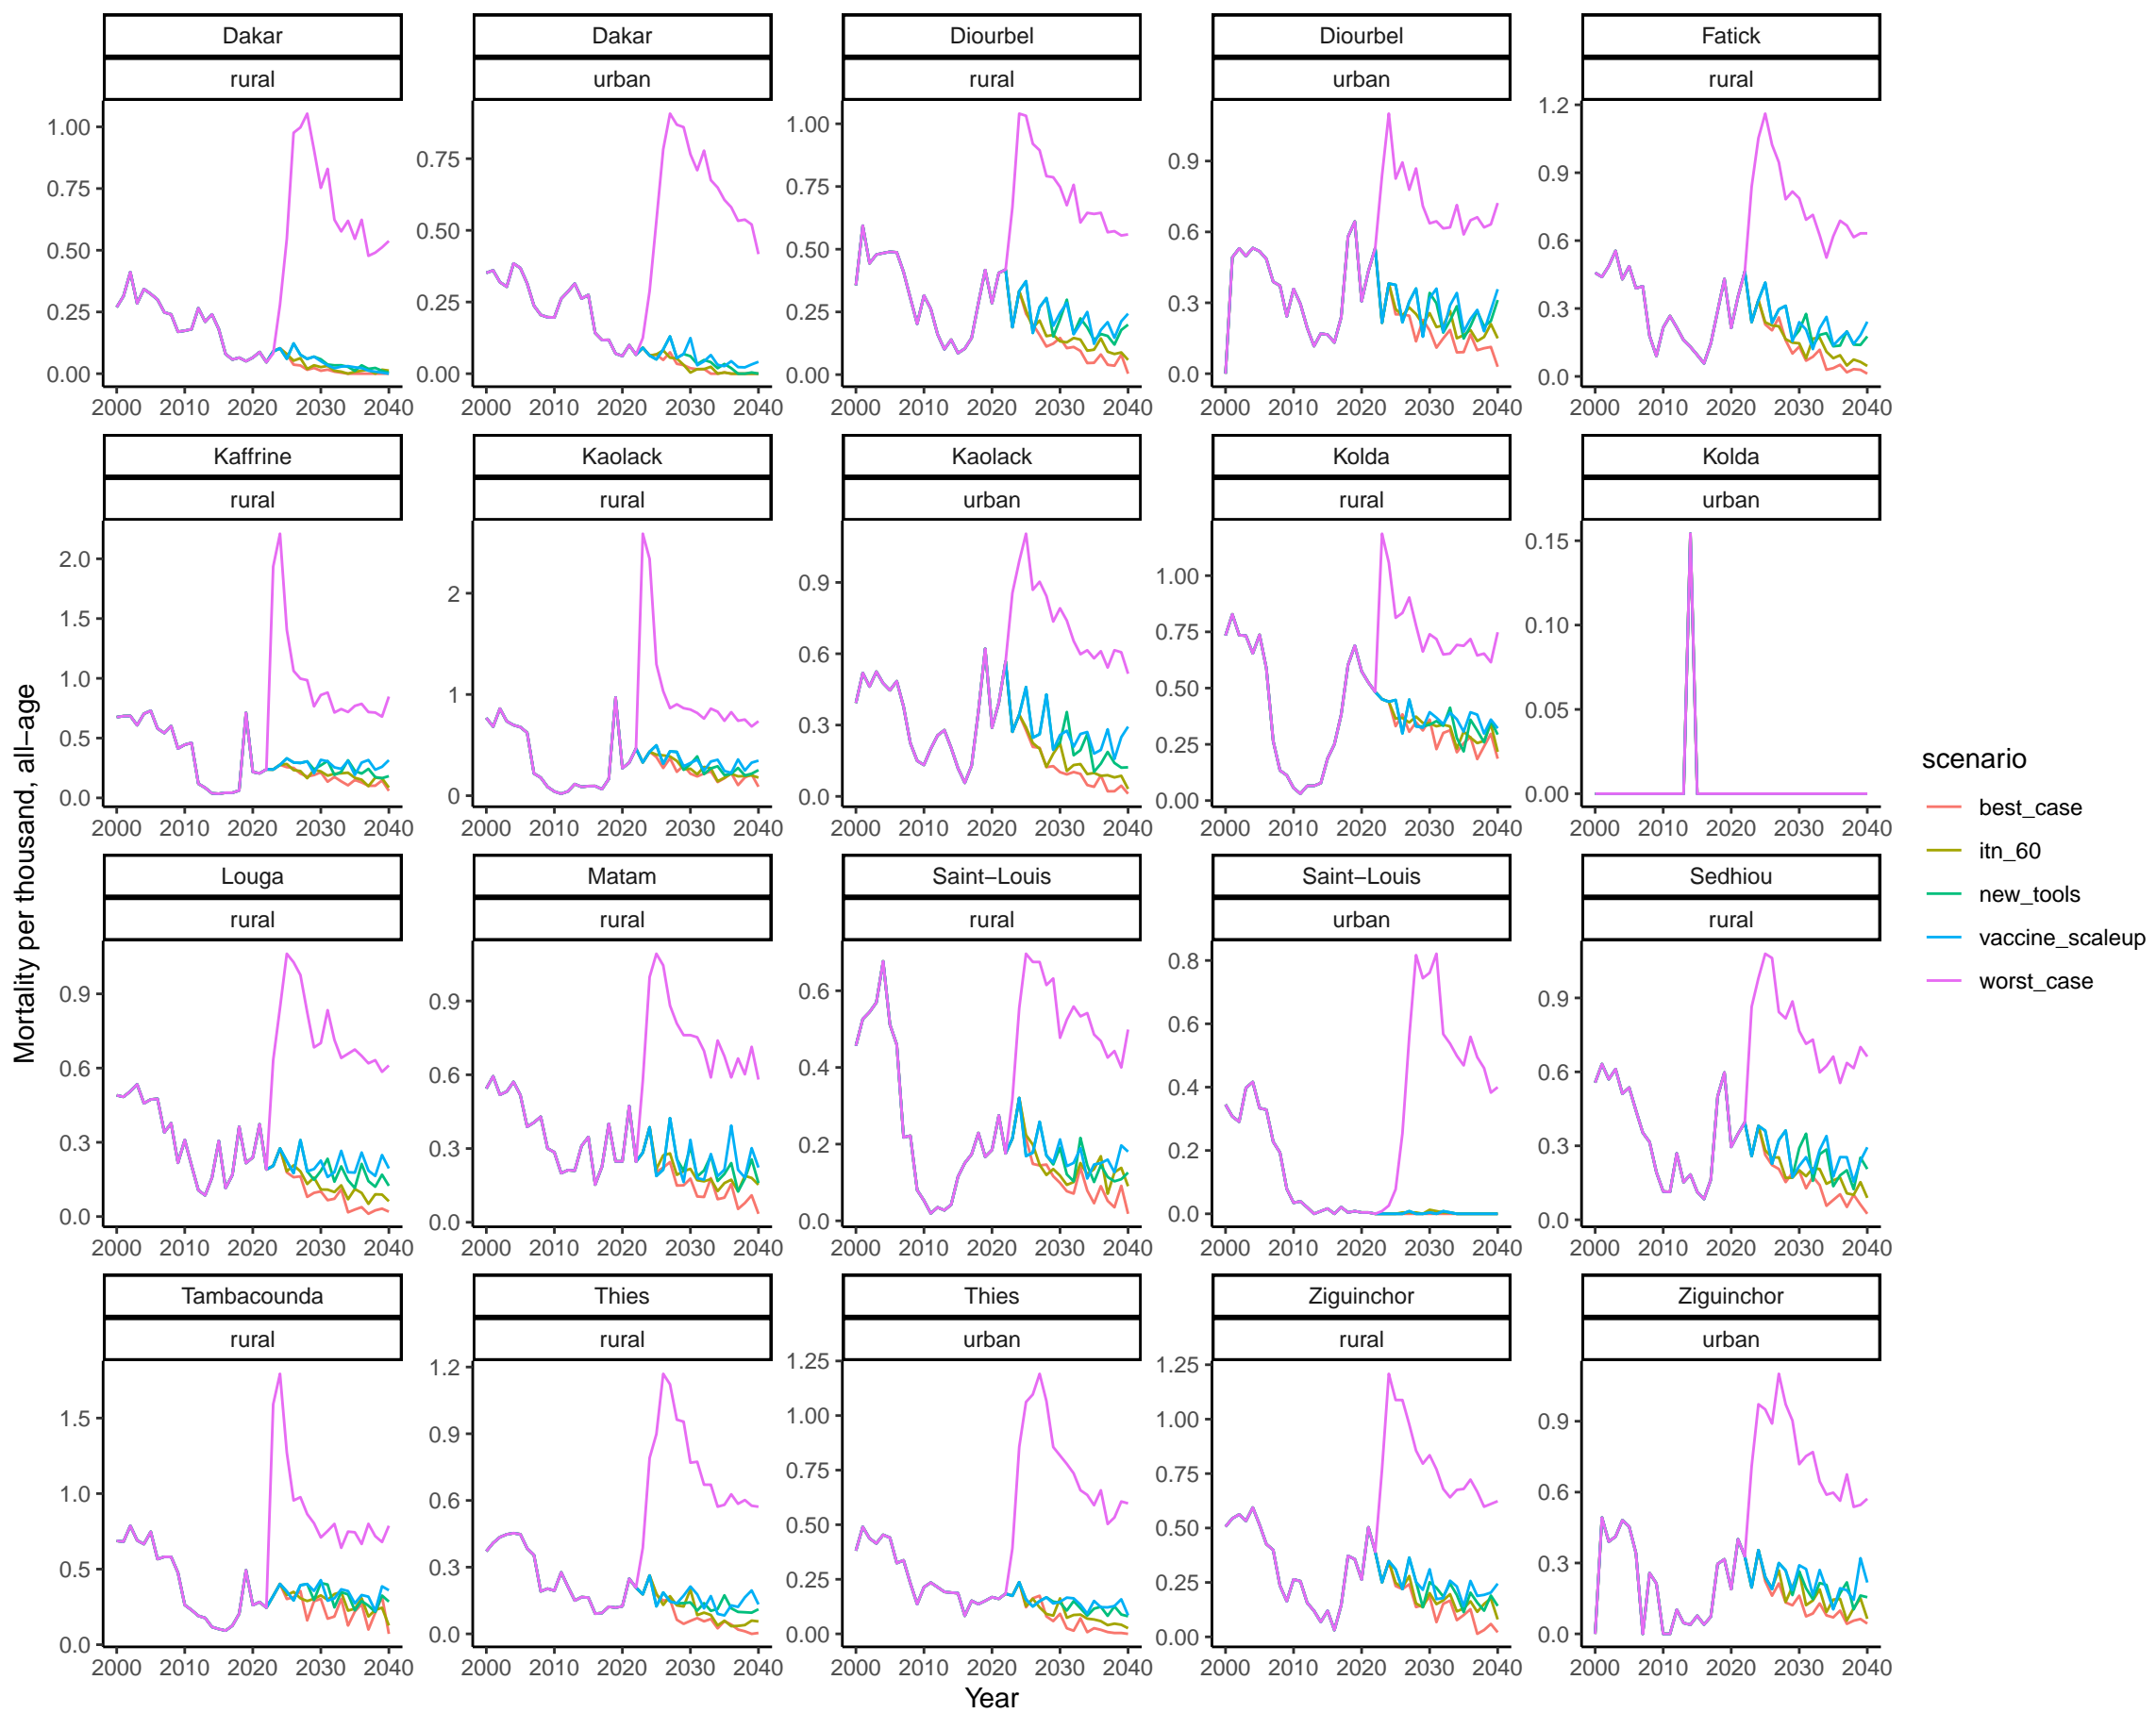 Dakar Dakar Diourbel Diourbel Fatick
rural urban rural urban rural
1.00 0.75 0.50 0.25 0.00
0.75 0.50 0.25 0.00
1.00 0.75 0.50 0.25 0.00
0.9 0.6 0.3 0.0
1.2 0.9 0.6 0.3 0.0
2000 2010 2020 2030 2040 2000 2010 2020 2030 2040 2000 2010 2020 2030 2040 2000 2010 2020 2030 2040 2000 2010 2020 2030 2040
Kaffrine Kaolack Kaolack Kolda Kolda
rural rural urban rural urban
2.0 1.5 1.0 0.5 0.0
2 1 0
0.9 0.6 0.3 0.0
1.00 0.75 0.50 0.25 0.00
0.15 0.10 0.05 0.00
2000 2010 2020 2030 2040 2000 2010 2020 2030 2040 2000 2010 2020 2030 2040 2000 2010 2020 2030 2040 2000 2010 2020 2030 2040
Louga Matam Saint−Louis Saint−Louis Sedhiou
rural rural rural urban rural
0.9 0.6 0.3 0.0
0.9 0.6 0.3 0.0
0.6 0.4 0.2 0.0
0.8 0.6 0.4 0.2 0.0
0.9 0.6 0.3 0.0
2000 2010 2020 2030 2040 2000 2010 2020 2030 2040 2000 2010 2020 2030 2040 2000 2010 2020 2030 2040 2000 2010 2020 2030 2040
Tambacounda Thies Thies Ziguinchor Ziguinchor
rural rural urban rural urban
1.5 1.0 0.5 0.0
1.2 0.9 0.6 0.3 0.0
1.25 1.00 0.75 0.50 0.25 0.00
1.25 1.00 0.75 0.50 0.25 0.00
0.9 0.6 0.3 0.0
2000 2010 2020 2030 2040 2000 2010 2020 2030 2040 2000 2010 2020 2030 2040 2000 2010 2020 2030 2040 2000 2010 2020 2030 2040
Year
Mortality per thousand, all−age
scenario
best_case
itn_60
new_tools
vaccine_scaleup
worst_case